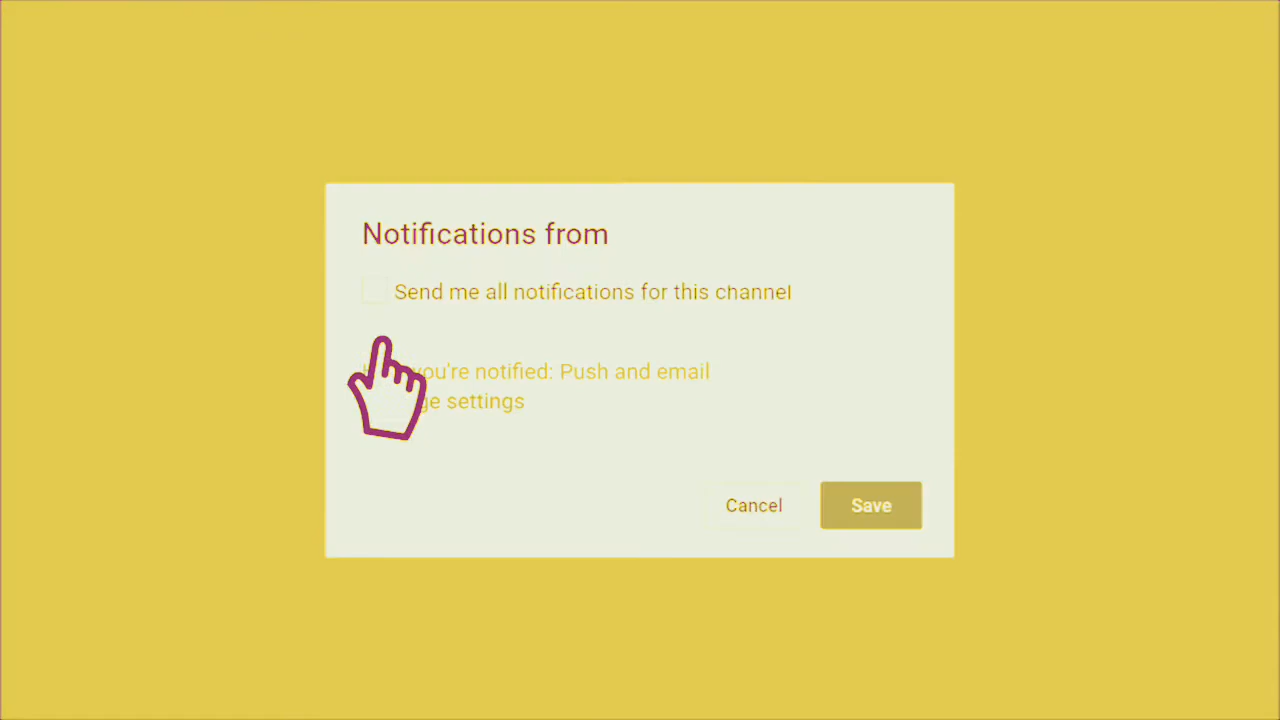 Notifications from
Send me all notifications for this channel
you're notified: Push and email
settings
Cancel
Save